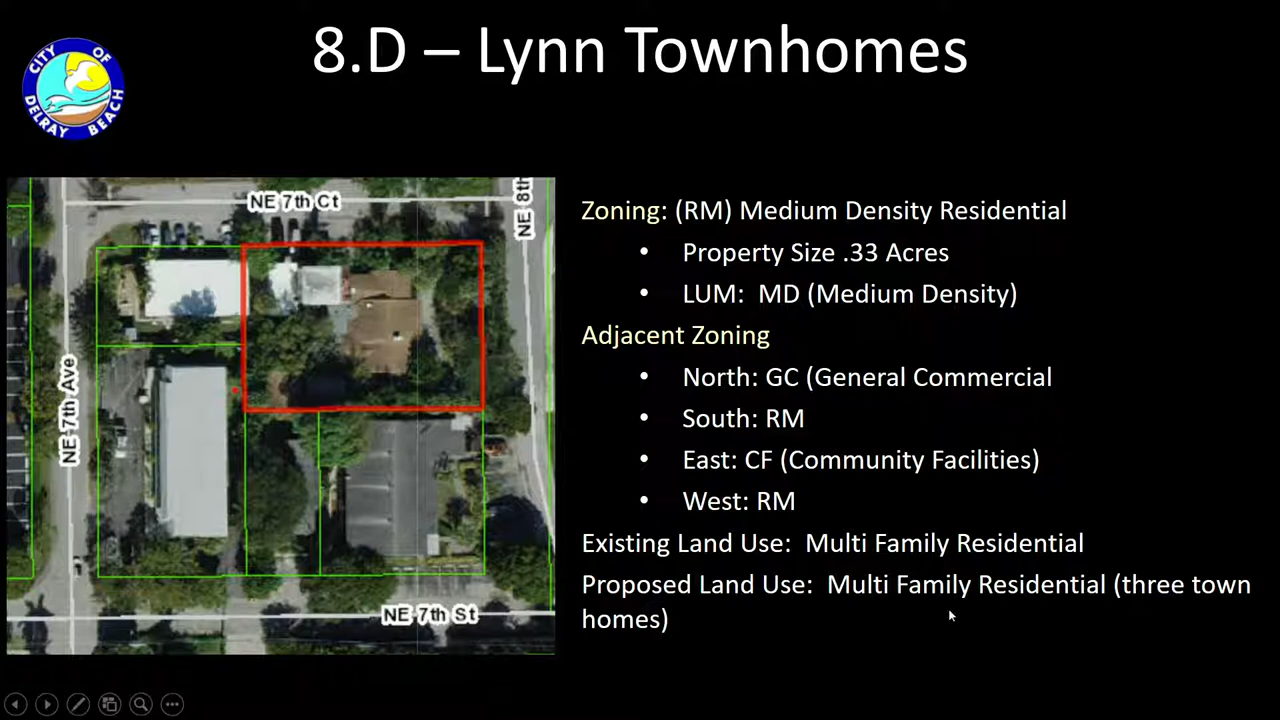 8.D – Lynn Townhomes
CITY OF
DELRAY BEACH
NE 7th Ct
NE 8th
NE 7th Ave
NE 7th St
Zoning: (RM) Medium Density Residential
• Property Size .33 Acres
• LUM: MD (Medium Density)
Adjacent Zoning
• North: GC (General Commercial
• South: RM
• East: CF (Community Facilities)
• West: RM
Existing Land Use: Multi Family Residential
Proposed Land Use: Multi Family Residential (three town
homes)